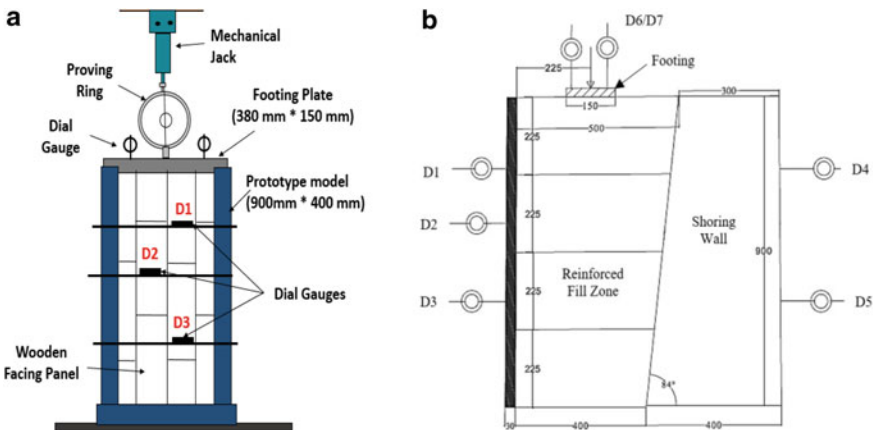 a
Mechanical
Jack
Proving
Ring
Footing Plate
(380 mm * 150 mm)
Dial
Gauge
Prototype model
(900mm * 400 mm)
D1
D2
Dial Gauges
D3
Wooden
Facing Panel
b
D6/D7
225
Footing
150
300
500
225
D1
D4
D2
225
Shoring
Wall
900
Reinforced
Fill Zone
D3
225
D5
225
84°
400
400